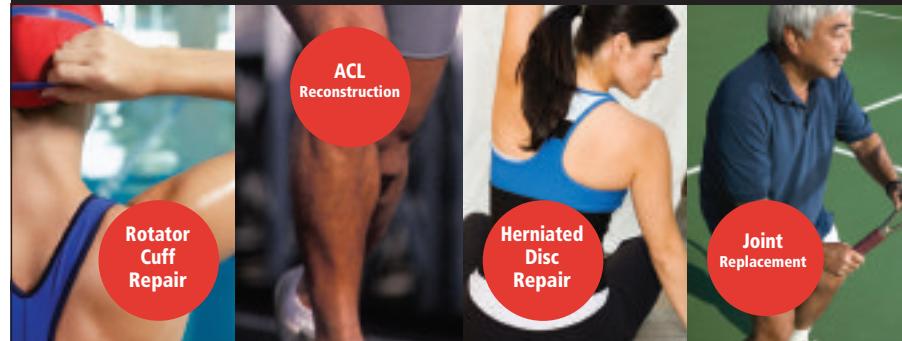 Rotator
Cuff
Repair
ACL
Reconstruction
Herniated
Disc
Repair
Joint
Replacement